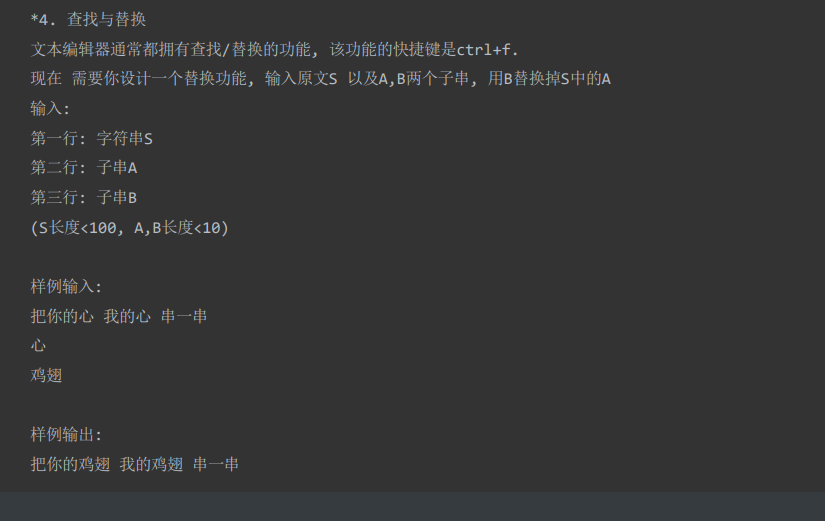 *4. 查找与替换
文本编辑器通常都拥有查找/替换的功能, 该功能的快捷键是ctrl+f.
现在 需要你设计一个替换功能, 输入原文S 以及A,B两个子串, 用B替换掉S中的A
输入:
第一行: 字符串S
第二行: 子串A
第三行: 子串B
(S长度<100, A,B长度<10)
样例输入:
把你的心 我的心 串一串
心
鸡翅
样例输出:
把你的鸡翅 我的鸡翅 串一串